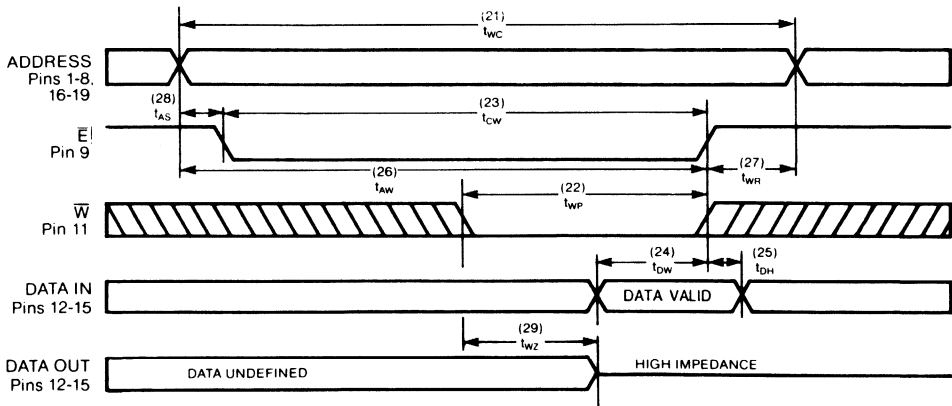 (21)
tWC
ADDRESS
Pins 1-8,
16-19
(28)
tAS
(23)
tCW
E
Pin 9
(26)
tAW
(27)
tWR
(22)
tWP
W
Pin 11
(24)
tDW
(25)
tDH
DATA IN
Pins 12-15
DATA VALID
(29)
tWZ
DATA OUT
Pins 12-15
DATA UNDEFINED
HIGH IMPEDANCE